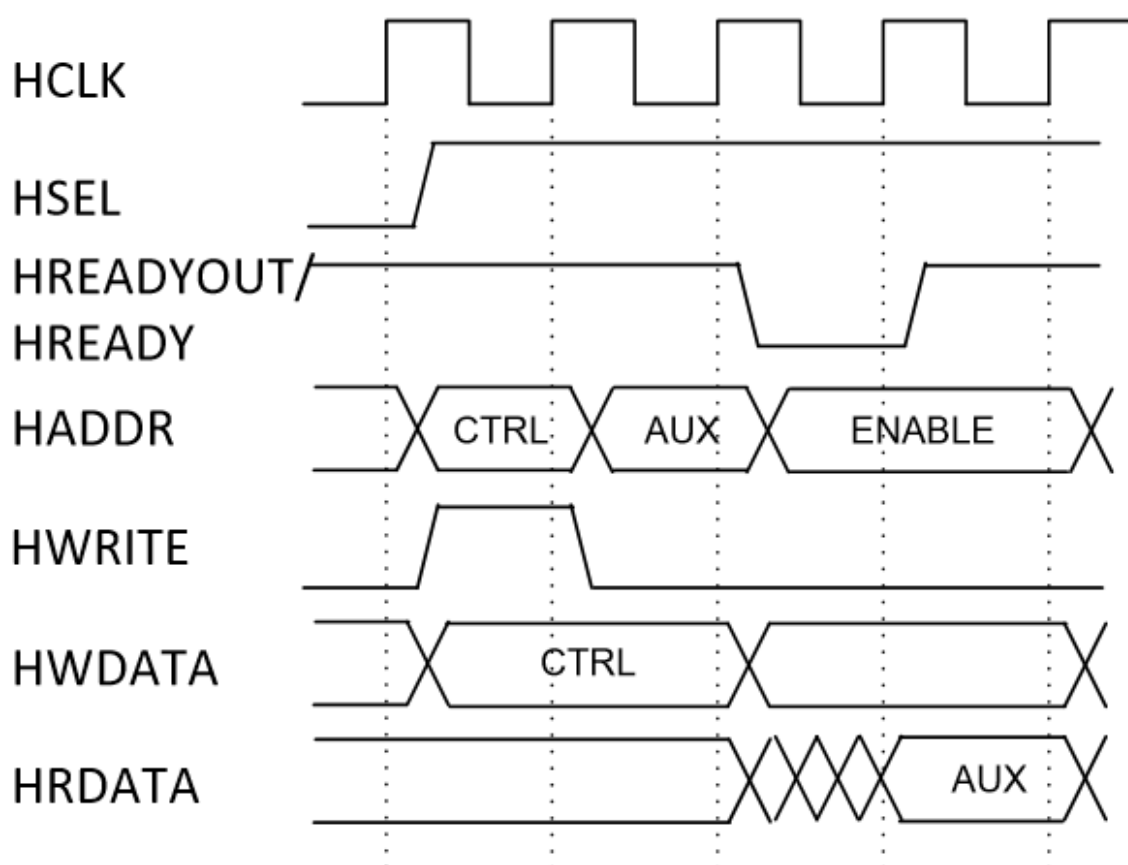 HCLK
HSEL
HREADYOUT/
HREADY
HADDR CTRL AUX ENABLE
HWRITE
HWDATA CTRL
HRDATA AUX